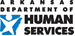 ARKANSAS
DEPARTMENT OF
HUMAN
SERVICES